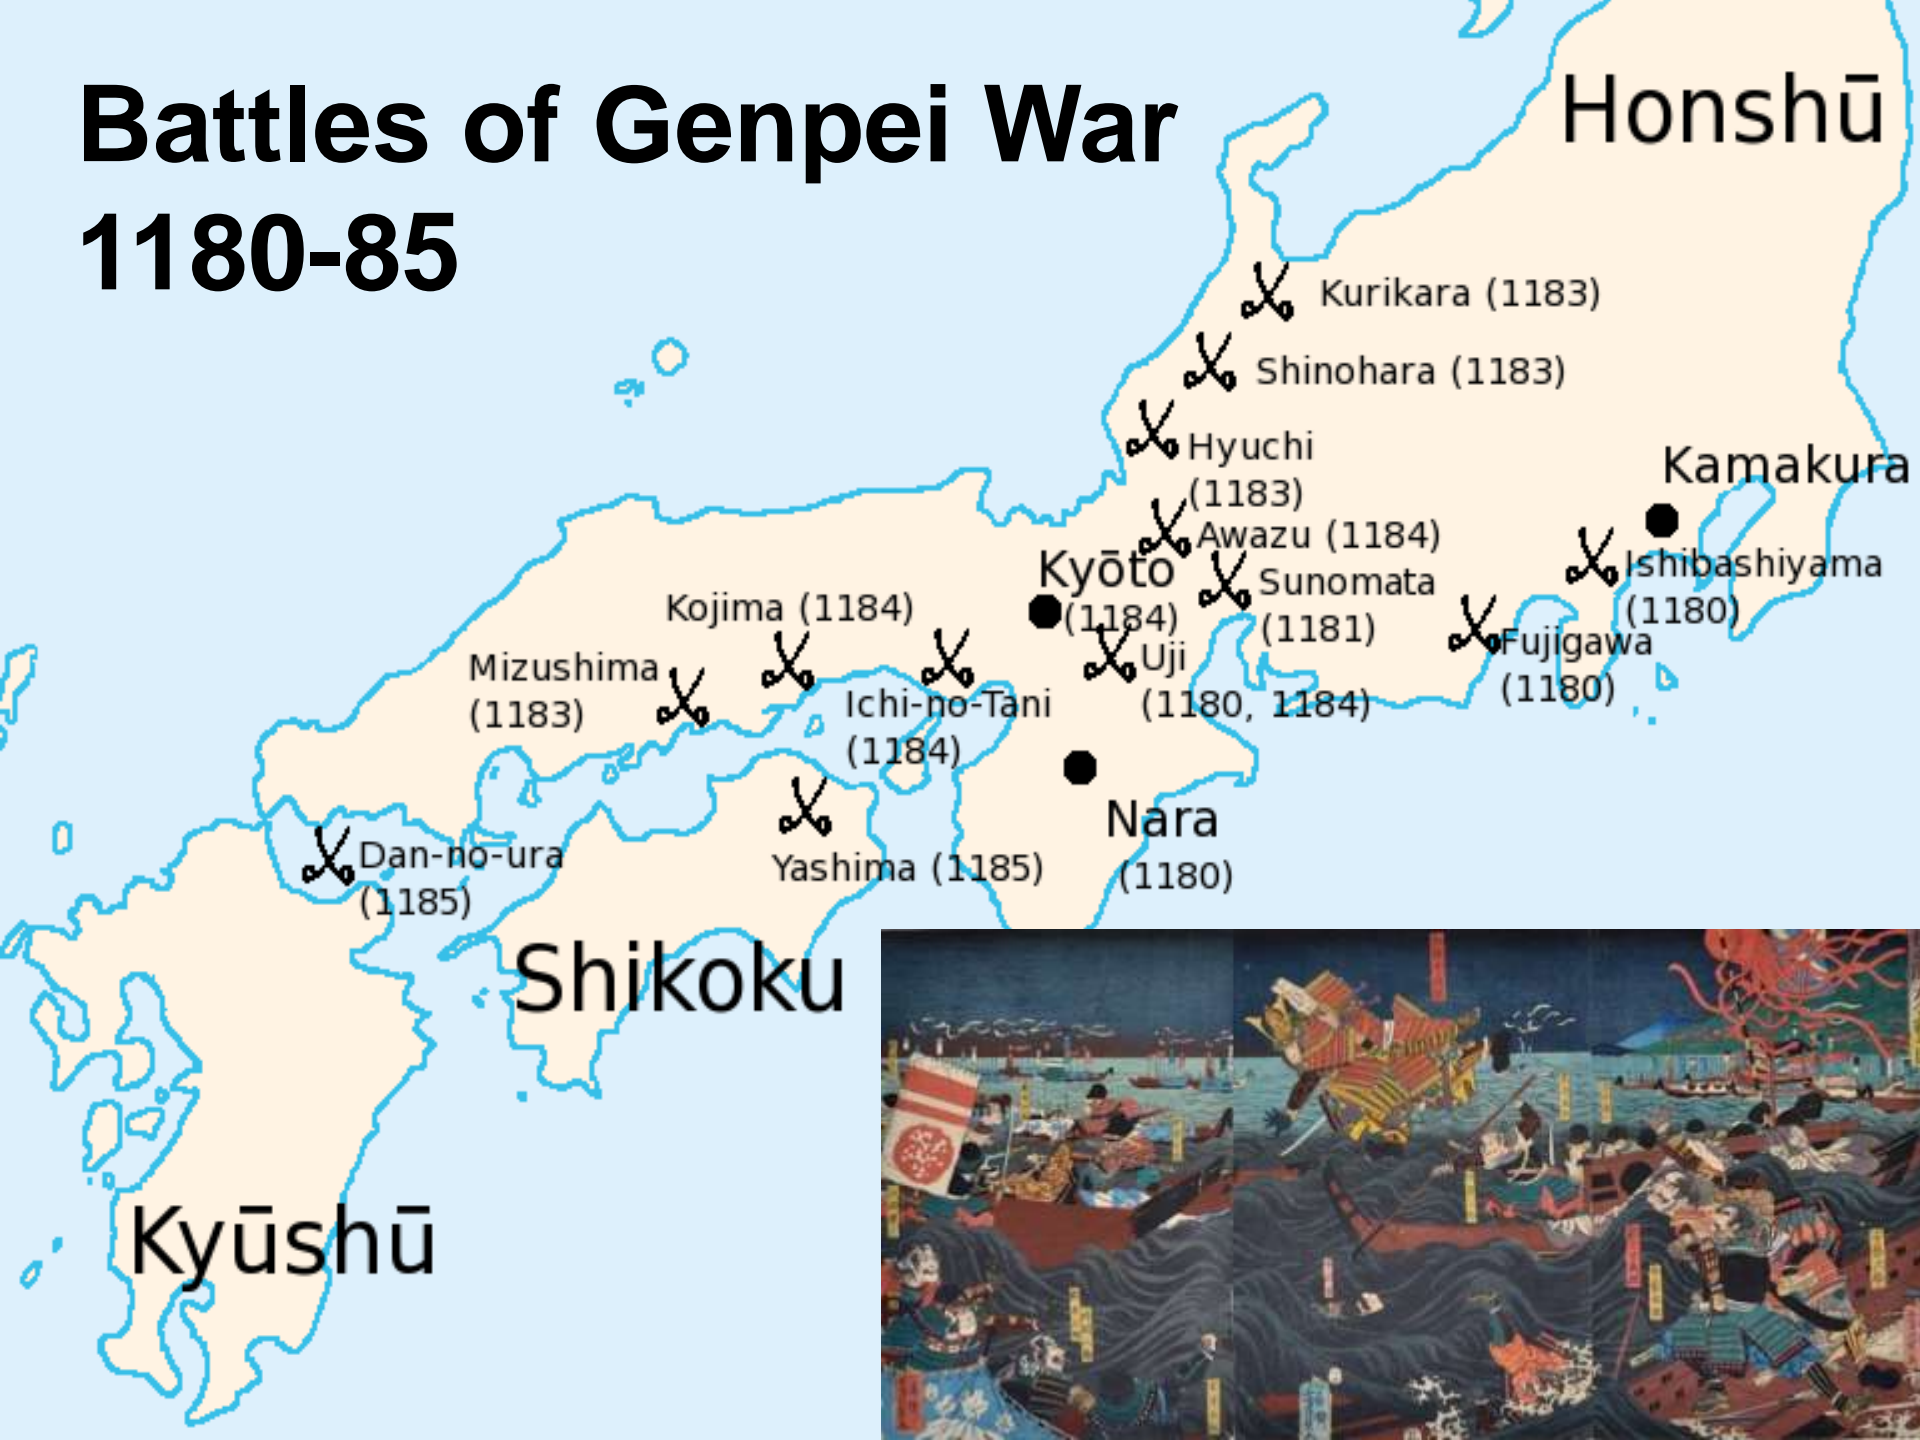 Battles of Genpei War
1180-85
Honshū
Kurikara (1183)
Shinohara (1183)
Hyuchi
(1183)
Kamakura
Awazu (1184)
Kyōto
(1184)
Sunomata
(1181)
Ishibashiyama
(1180)
Kojima (1184)
Fujigawa
(1180)
Mizushima
(1183)
Uji
(1180, 1184)
Ichi-no-Tani
(1184)
Nara
(1180)
Dan-no-ura
(1185)
Yashima (1185)
Shikoku
Kyūshū